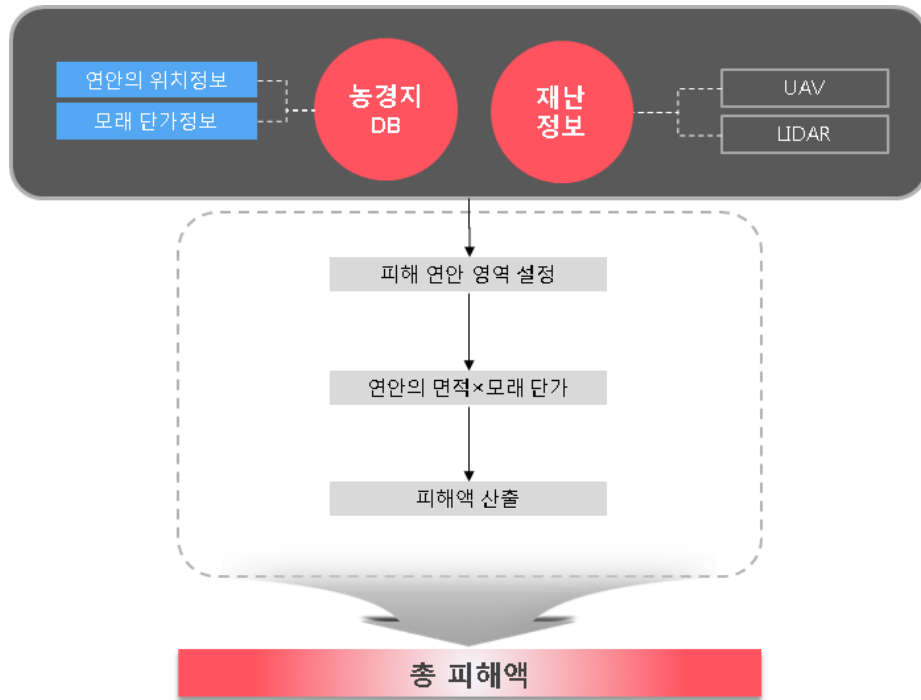 연안의 위치정보
모래 단가정보
농경지
DB
재난
정보
UAV
LIDAR
피해 연안 영역 설정
연안의 면적×모래 단가
피해액 산출
총 피해액